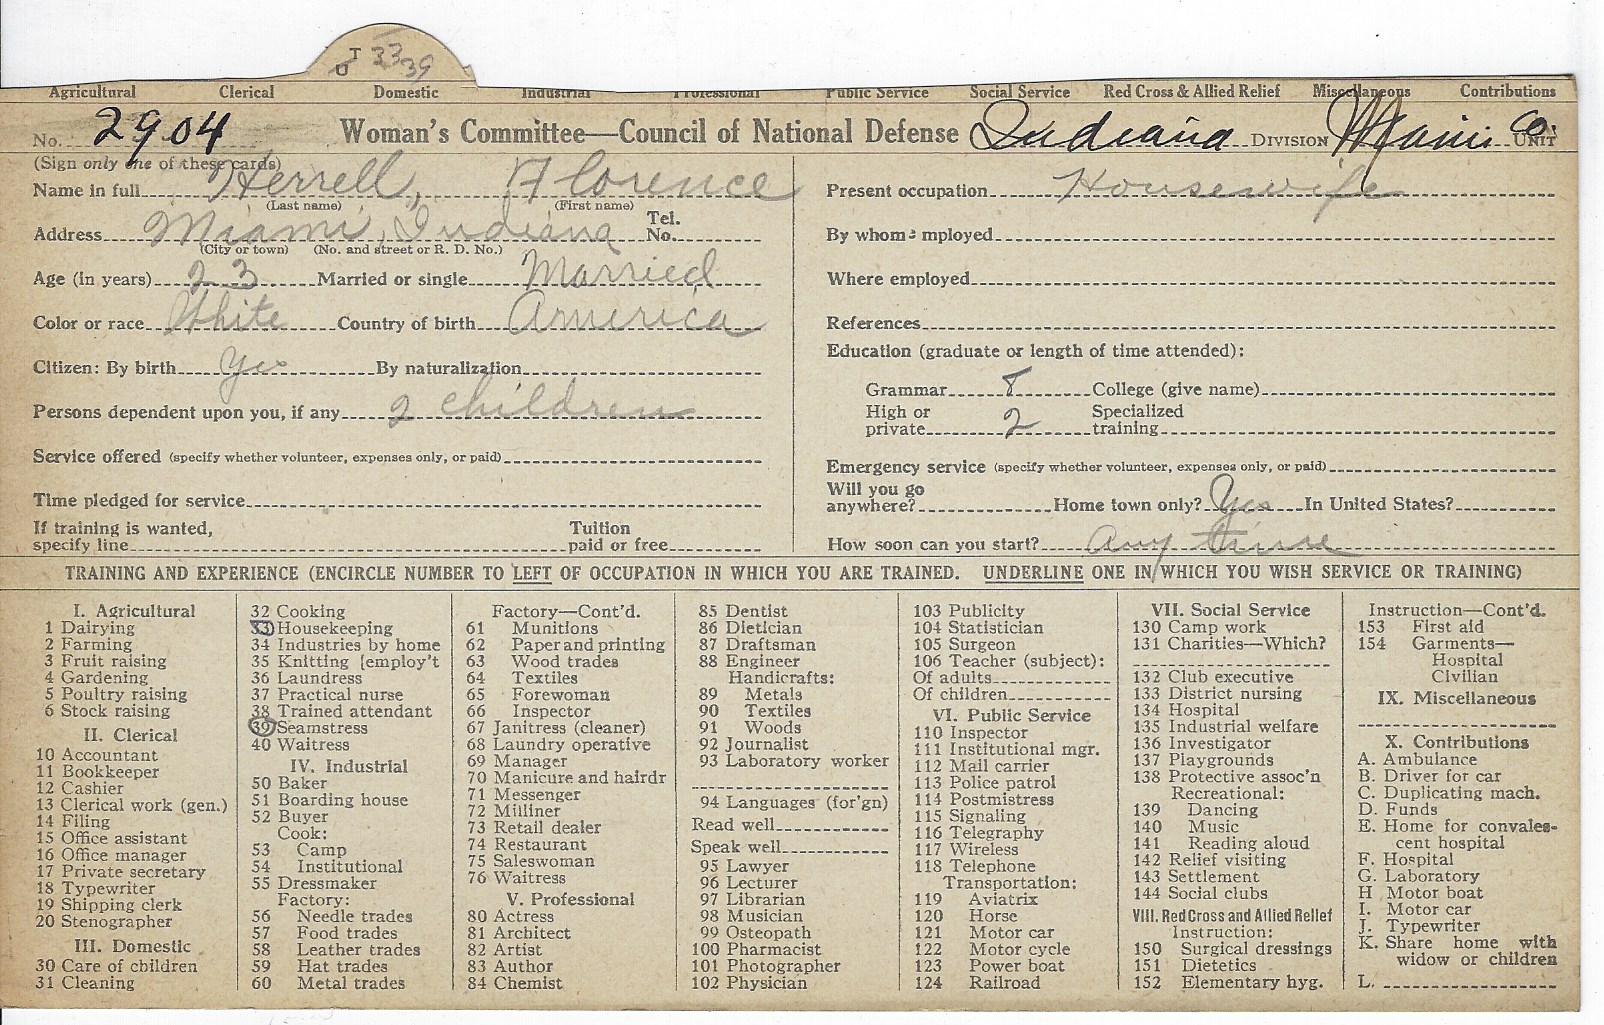 T U 33 39
Agricultural Clerical Domestic Industrial Professional Public Service Social Service Red Cross & Allied Relief Miscellaneous Contributions
No. 2904 Woman's Committee—Council of National Defense Indiana DIVISION Miami Co. UNIT
(Sign only one of these cards)
Name in full Herrell, Florence
(Last name) (First name)
Address Miami, Indiana Tel. No.
(City or town) (No. and street or R. D. No.)
Age (in years) 23 Married or single Married
Color or race White Country of birth America
Citizen: By birth Yes By naturalization
Persons dependent upon you, if any 2 children
Service offered (specify whether volunteer, expenses only, or paid)
Time pledged for service
If training is wanted, Tuition
specify line paid or free
Present occupation Housewife
By whom employed
Where employed
References
Education (graduate or length of time attended):
Grammar 8 College (give name)
High or Specialized
private 2 training
Emergency service (specify whether volunteer, expenses only, or paid)
Will you go
anywhere? Home town only? Yes In United States?
How soon can you start? Any time
TRAINING AND EXPERIENCE (ENCIRCLE NUMBER TO LEFT OF OCCUPATION IN WHICH YOU ARE TRAINED. UNDERLINE ONE IN WHICH YOU WISH SERVICE OR TRAINING)
I. Agricultural
1 Dairying
2 Farming
3 Fruit raising
4 Gardening
5 Poultry raising
6 Stock raising
II. Clerical
10 Accountant
11 Bookkeeper
12 Cashier
13 Clerical work (gen.)
14 Filing
15 Office assistant
16 Office manager
17 Private secretary
18 Typewriter
19 Shipping clerk
20 Stenographer
III. Domestic
30 Care of children
31 Cleaning
32 Cooking
33 Housekeeping
34 Industries by home
35 Knitting [employ't
36 Laundress
37 Practical nurse
38 Trained attendant
39 Seamstress
40 Waitress
IV. Industrial
50 Baker
51 Boarding house
52 Buyer
Cook:
53 Camp
54 Institutional
55 Dressmaker
Factory:
56 Needle trades
57 Food trades
58 Leather trades
59 Hat trades
60 Metal trades
Factory—Cont'd.
61 Munitions
62 Paper and printing
63 Wood trades
64 Textiles
65 Forewoman
66 Inspector
67 Janitress (cleaner)
68 Laundry operative
69 Manager
70 Manicure and hairdr
71 Messenger
72 Milliner
73 Retail dealer
74 Restaurant
75 Saleswoman
76 Waitress
V. Professional
80 Actress
81 Architect
82 Artist
83 Author
84 Chemist
85 Dentist
86 Dietician
87 Draftsman
88 Engineer
Handicrafts:
89 Metals
90 Textiles
91 Woods
92 Journalist
93 Laboratory worker
94 Languages (for'gn)
Read well
Speak well
95 Lawyer
96 Lecturer
97 Librarian
98 Musician
99 Osteopath
100 Pharmacist
101 Photographer
102 Physician
103 Publicity
104 Statistician
105 Surgeon
106 Teacher (subject):
Of adults
Of children
VI. Public Service
110 Inspector
111 Institutional mgr.
112 Mail carrier
113 Police patrol
114 Postmistress
115 Signaling
116 Telegraphy
117 Wireless
118 Telephone
Transportation:
119 Aviatrix
120 Horse
121 Motor car
122 Motor cycle
123 Power boat
124 Railroad
VII. Social Service
130 Camp work
131 Charities—Which?
132 Club executive
133 District nursing
134 Hospital
135 Industrial welfare
136 Investigator
137 Playgrounds
138 Protective assoc'n
Recreational:
139 Dancing
140 Music
141 Reading aloud
142 Relief visiting
143 Settlement
144 Social clubs
VIII. Red Cross and Allied Relief
Instruction:
150 Surgical dressings
151 Dietetics
152 Elementary hyg.
Instruction—Cont'd.
153 First aid
154 Garments—
Hospital
Civilian
IX. Miscellaneous
X. Contributions
A. Ambulance
B. Driver for car
C. Duplicating mach.
D. Funds
E. Home for convales-
cent hospital
F. Hospital
G. Laboratory
H Motor boat
I. Motor car
J. Typewriter
K. Share home with
widow or children
L.